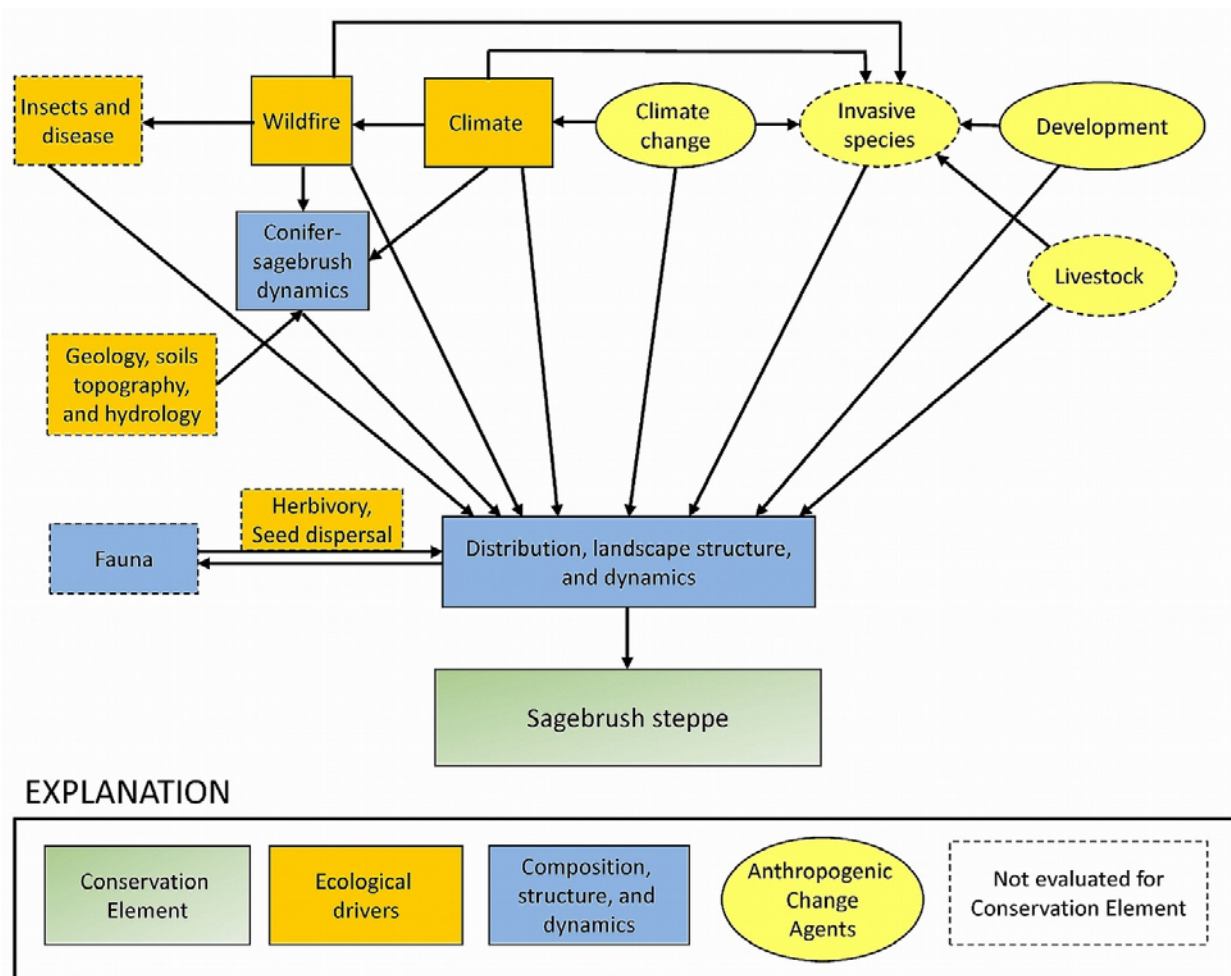 Insects and
disease
Wildfire
Climate
Climate
change
Invasive
species
Development
Conifer-
sagebrush
dynamics
Livestock
Geology, soils
topography,
and hydrology
Herbivory,
Seed dispersal
Fauna
Distribution, landscape structure,
and dynamics
Sagebrush steppe
EXPLANATION
Conservation
Element
Ecological
drivers
Composition,
structure, and
dynamics
Anthropogenic
Change
Agents
Not evaluated for
Conservation Element